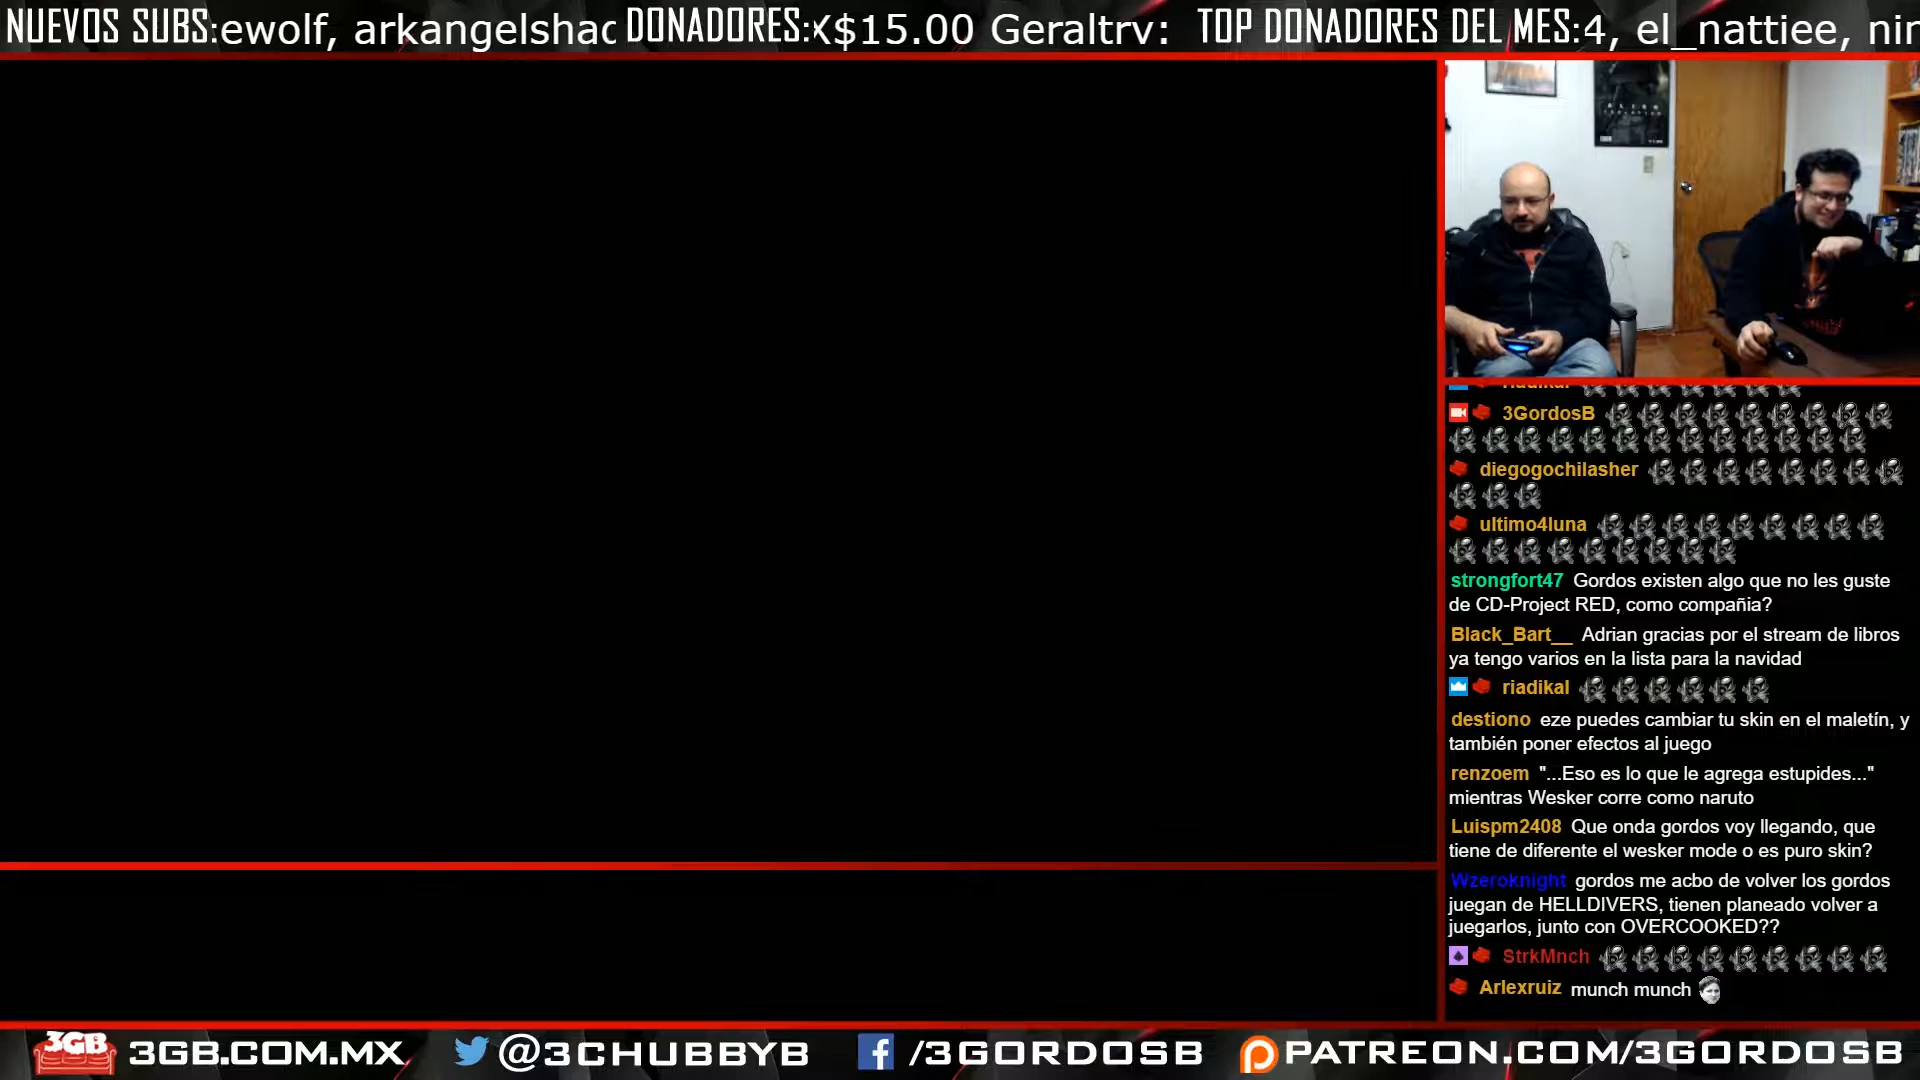 NUEVOS SUBS:ewolf, arkangelshad DONADORES:X$15.00 Geraltrv: TOP DONADORES DEL MES:4, el_nattiee, nir
ALIEN
riadikal
3GordosB
diegogochilasher
ultimo4luna
strongfort47 Gordos existen algo que no les guste
de CD-Project RED, como compañia?
Black_Bart__ Adrian gracias por el stream de libros
ya tengo varios en la lista para la navidad
riadikal
destiono eze puedes cambiar tu skin en el maletín, y
también poner efectos al juego
renzoem "...Eso es lo que le agrega estupides..."
mientras Wesker corre como naruto
Luispm2408 Que onda gordos voy llegando, que
tiene de diferente el wesker mode o es puro skin?
Wzeroknight gordos me acbo de volver los gordos
juegan de HELLDIVERS, tienen planeado volver a
juegarlos, junto con OVERCOOKED??
StrkMnch
Arlexruiz munch munch
3GB 3GB.COM.MX @3CHUBBYB /3GORDOSB PATREON.COM/3GORDOSB